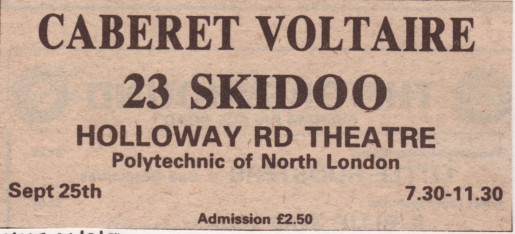 CABERET VOLTAIRE
23 SKIDOO
HOLLOWAY RD THEATRE
Polytechnic of North London
Sept 25th 7.30-11.30
Admission £2.50